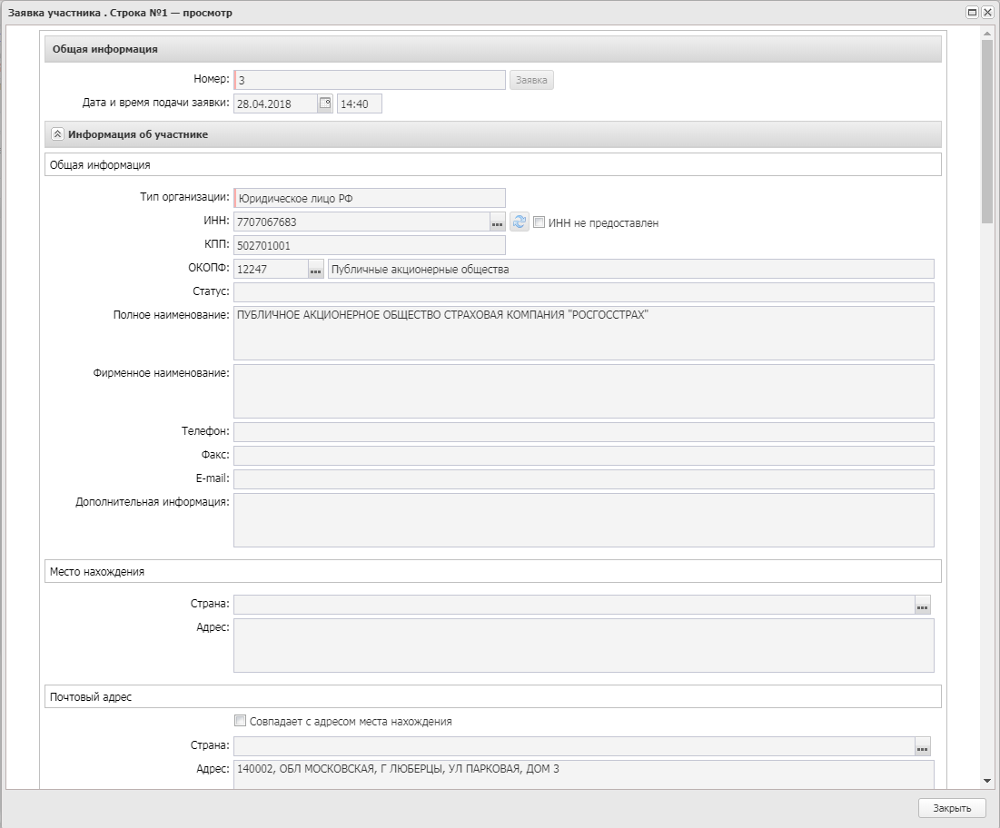 Заявка участника . Строка №1 — просмотр
Общая информация
Номер: 3 Заявка
Дата и время подачи заявки: 28.04.2018 14:40
Информация об участнике
Общая информация
Тип организации: Юридическое лицо РФ
ИНН: 7707067683 ... ИНН не предоставлен
КПП: 502701001
ОКОПФ: 12247 ... Публичные акционерные общества
Статус:
Полное наименование: ПУБЛИЧНОЕ АКЦИОНЕРНОЕ ОБЩЕСТВО СТРАХОВАЯ КОМПАНИЯ "РОСГОССТРАХ"
Фирменное наименование:
Телефон:
Факс:
E-mail:
Дополнительная информация:
Место нахождения
Страна: ...
Адрес:
Почтовый адрес
Совпадает с адресом места нахождения
Страна: ...
Адрес: 140002, ОБЛ МОСКОВСКАЯ, Г ЛЮБЕРЦЫ, УЛ ПАРКОВАЯ, ДОМ 3
Закрыть